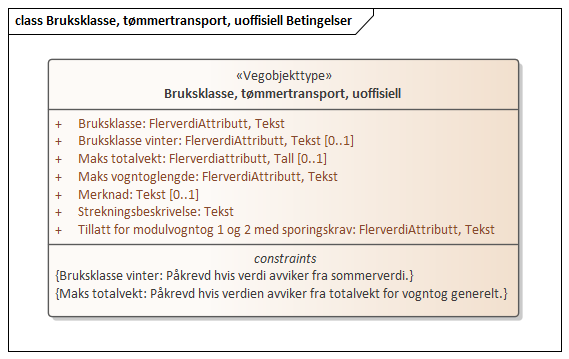 class Bruksklasse, tømmertransport, uoffisiell Betingelser
«Vegobjekttype»
Bruksklasse, tømmertransport, uoffisiell
+ Bruksklasse: FlerverdiAttributt, Tekst
+ Bruksklasse vinter: FlerverdiAttributt, Tekst [0..1]
+ Maks totalvekt: Flerverdiattributt, Tall [0..1]
+ Maks vogntoglengde: FlerverdiAttributt, Tekst
+ Merknad: Tekst [0..1]
+ Strekningsbeskrivelse: Tekst
+ Tillatt for modulvogntog 1 og 2 med sporingskrav: FlerverdiAttributt, Tekst
constraints
{Bruksklasse vinter: Påkrevd hvis verdi avviker fra sommerverdi.}
{Maks totalvekt: Påkrevd hvis verdien avviker fra totalvekt for vogntog generelt.}